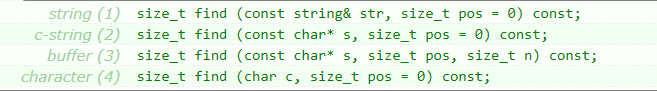 string (1) size_t find (const string& str, size_t pos = 0) const;
c-string (2) size_t find (const char* s, size_t pos = 0) const;
buffer (3) size_t find (const char* s, size_t pos, size_t n) const;
character (4) size_t find (char c, size_t pos = 0) const;